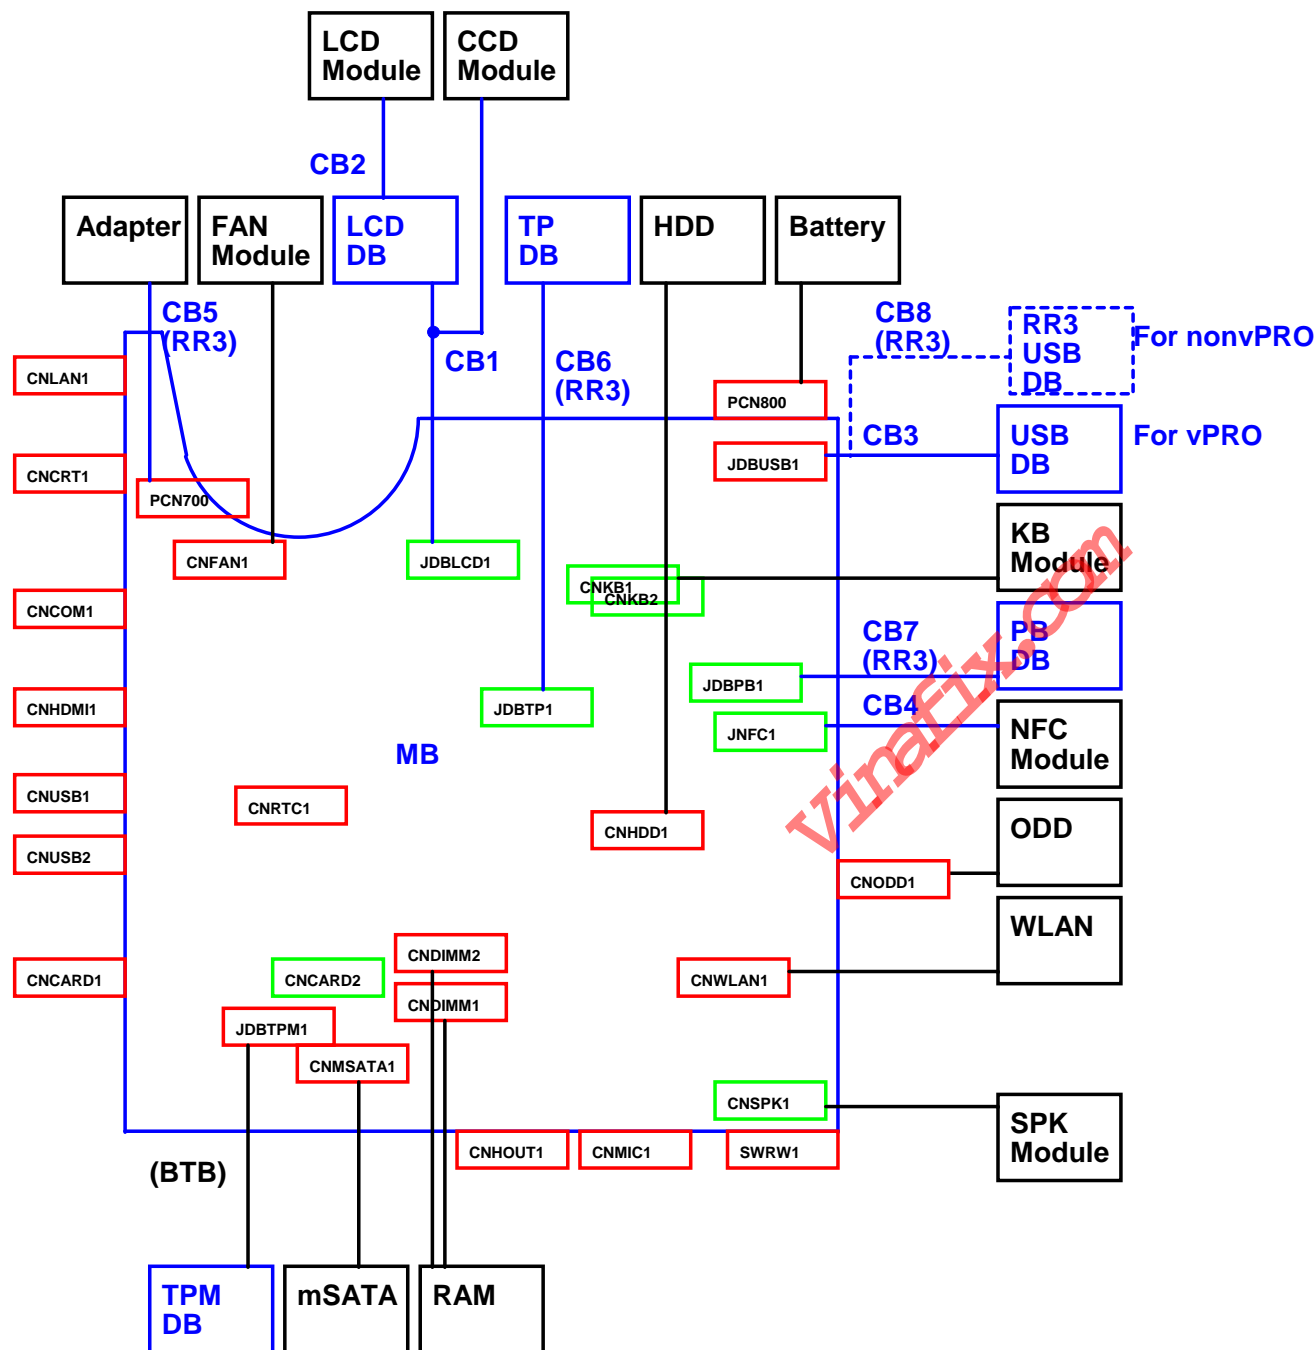 LCD
Module
CCD
Module
CB2
Adapter
FAN
Module
LCD
DB
TP
DB
HDD
Battery
CB5
(RR3)
CB1
CB6
(RR3)
CB8
(RR3)
RR3
USB
DB
For nonvPRO
CNLAN1
PCN800
CB3
USB
DB
For vPRO
CNCRT1
JDBUSB1
PCN700
KB
Module
CNFAN1
JDBLCD1
CNKB1
CNKB2
CNCOM1
CB7
(RR3)
PB
DB
JDBPB1
CNHDMI1
JDBTP1
CB4
JNFC1
NFC
Module
MB
CNUSB1
CNRTC1
CNHDD1
ODD
CNUSB2
CNODD1
WLAN
CNDIMM2
CNCARD1
CNCARD2
CNWLAN1
CNDIMM1
JDBTPM1
CNMSATA1
CNSPK1
SPK
Module
CNHOUT1
CNMIC1
SWRW1
(BTB)
TPM
DB
mSATA
RAM
Vinafix.com